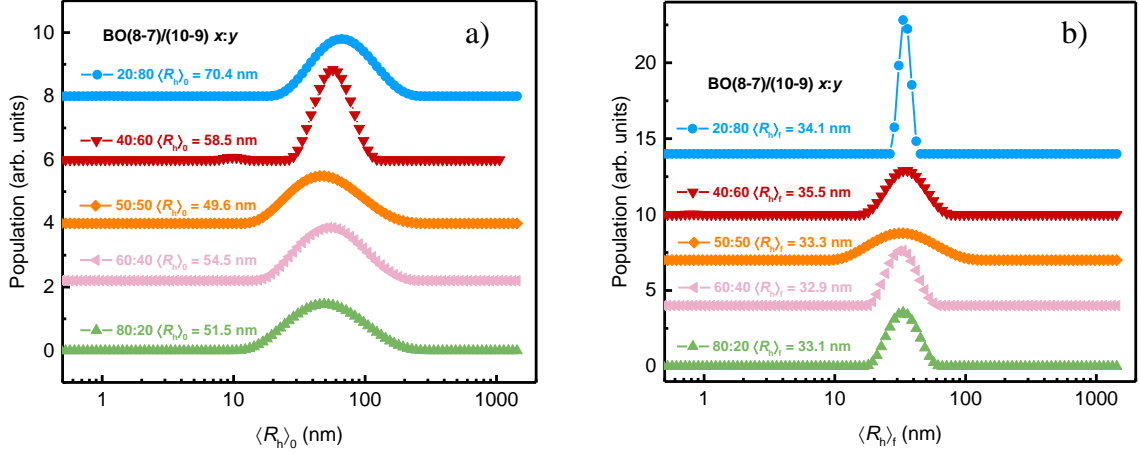 a)
BO(8-7)/(10-9) x:y
20:80 ⟨Rh⟩0 = 70.4 nm
40:60 ⟨Rh⟩0 = 58.5 nm
50:50 ⟨Rh⟩0 = 49.6 nm
60:40 ⟨Rh⟩0 = 54.5 nm
80:20 ⟨Rh⟩0 = 51.5 nm
Population (arb. units)
10
8
6
4
2
0
1 10 100 1000
⟨Rh⟩0 (nm)
b)
BO(8-7)/(10-9) x:y
20:80 ⟨Rh⟩f = 34.1 nm
40:60 ⟨Rh⟩f = 35.5 nm
50:50 ⟨Rh⟩f = 33.3 nm
60:40 ⟨Rh⟩f = 32.9 nm
80:20 ⟨Rh⟩f = 33.1 nm
Population (arb. units)
20
15
10
5
0
1 10 100 1000
⟨Rh⟩f (nm)